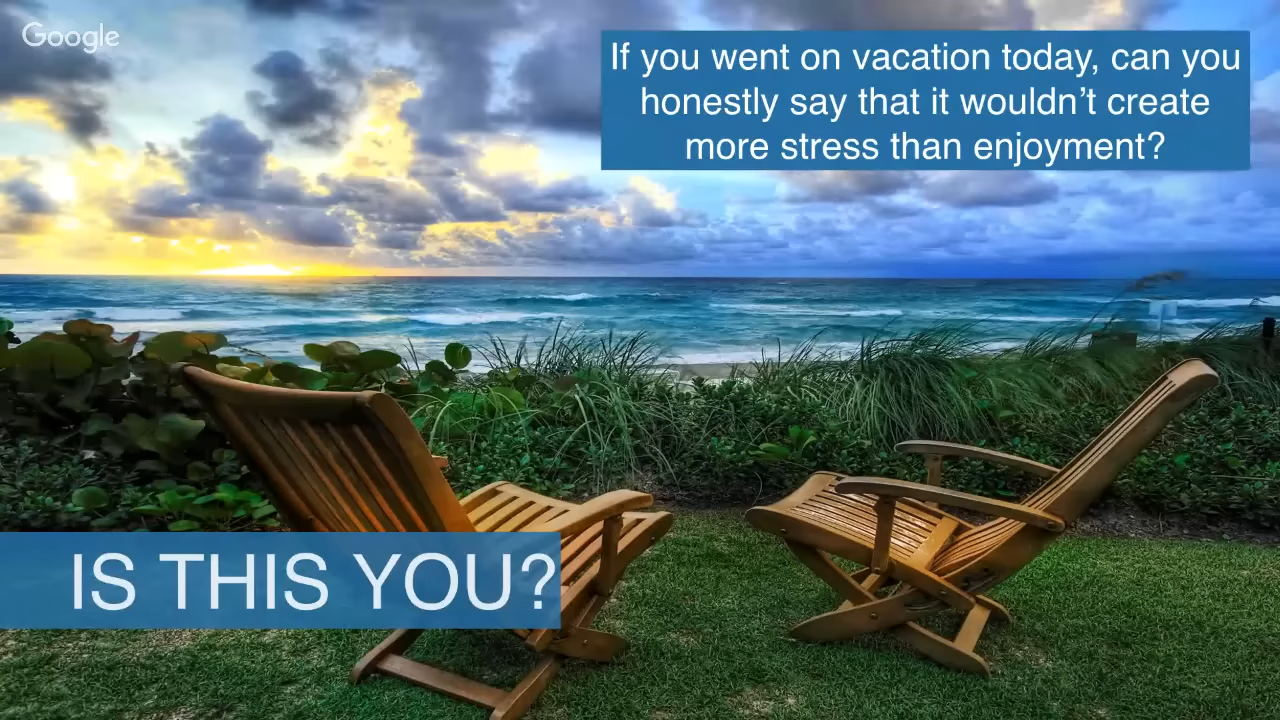 Google
If you went on vacation today, can you
honestly say that it wouldn't create
more stress than enjoyment?
IS THIS YOU?